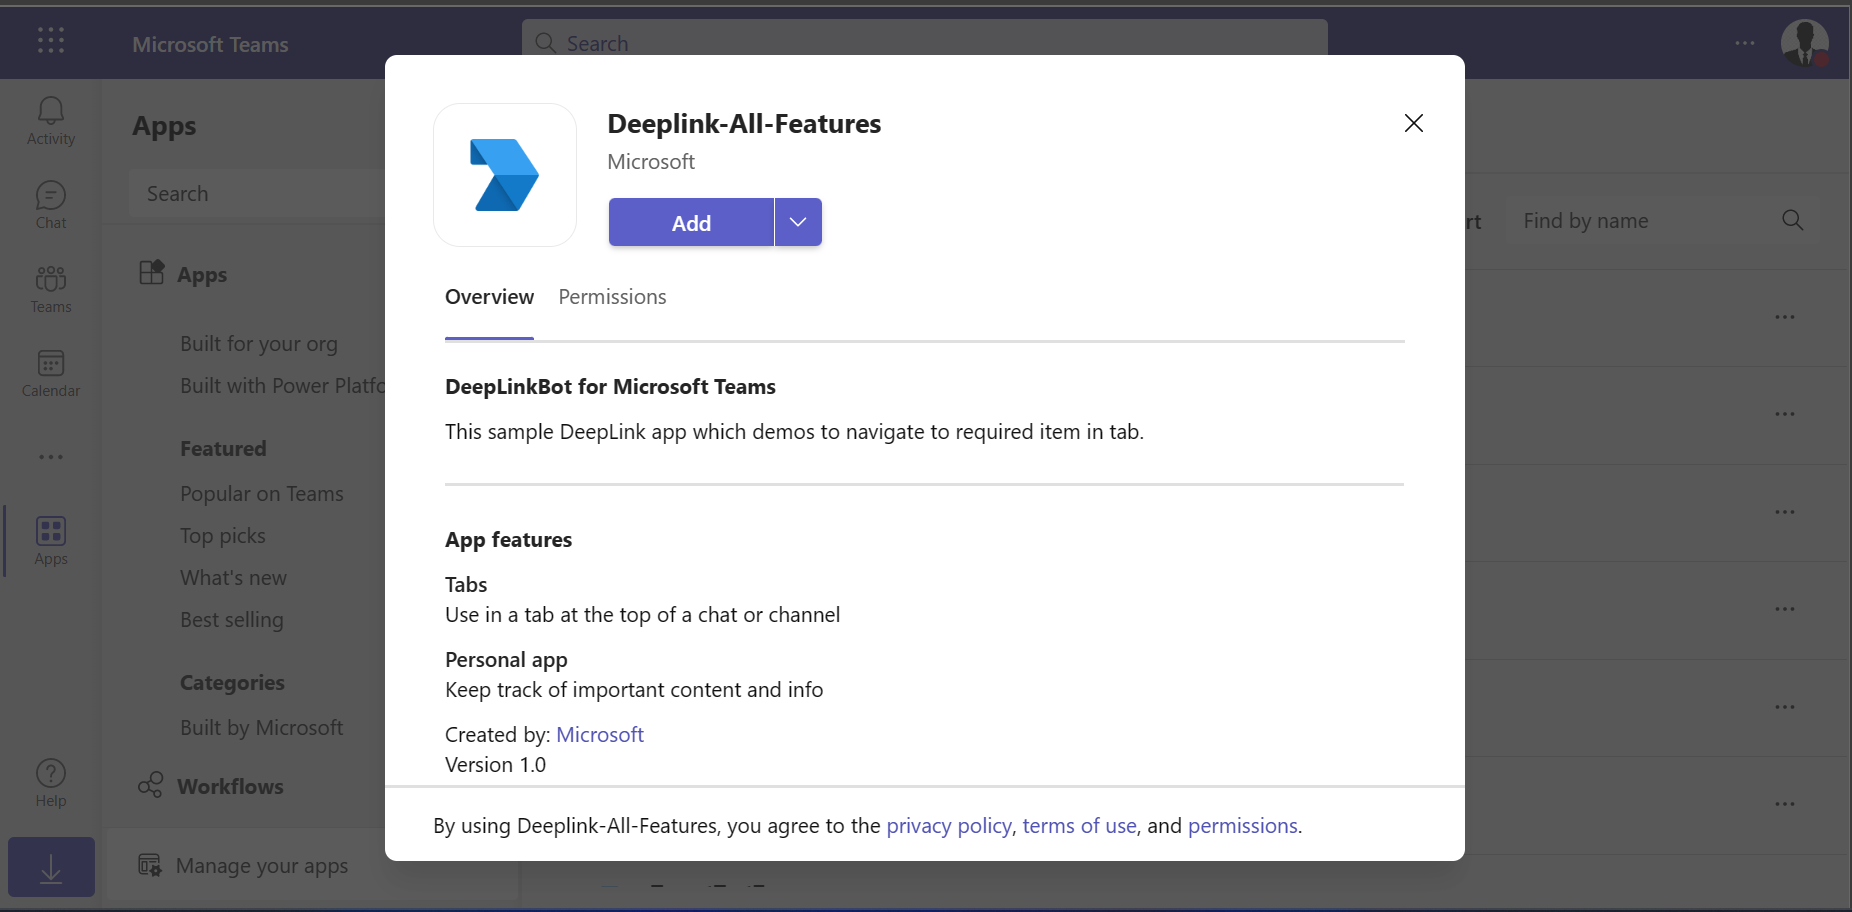 Microsoft Teams
Search
Activity
Chat
Teams
Calendar
Apps
Help
Apps
Search
Apps
Built for your org
Built with Power Platfo
Featured
Popular on Teams
Top picks
What's new
Best selling
Categories
Built by Microsoft
Workflows
Manage your apps
Deeplink-All-Features
Microsoft
Add
Overview Permissions
DeepLinkBot for Microsoft Teams
This sample DeepLink app which demos to navigate to required item in tab.
App features
Tabs
Use in a tab at the top of a chat or channel
Personal app
Keep track of important content and info
Created by: Microsoft
Version 1.0
By using Deeplink-All-Features, you agree to the privacy policy, terms of use, and permissions.
rt
Find by name